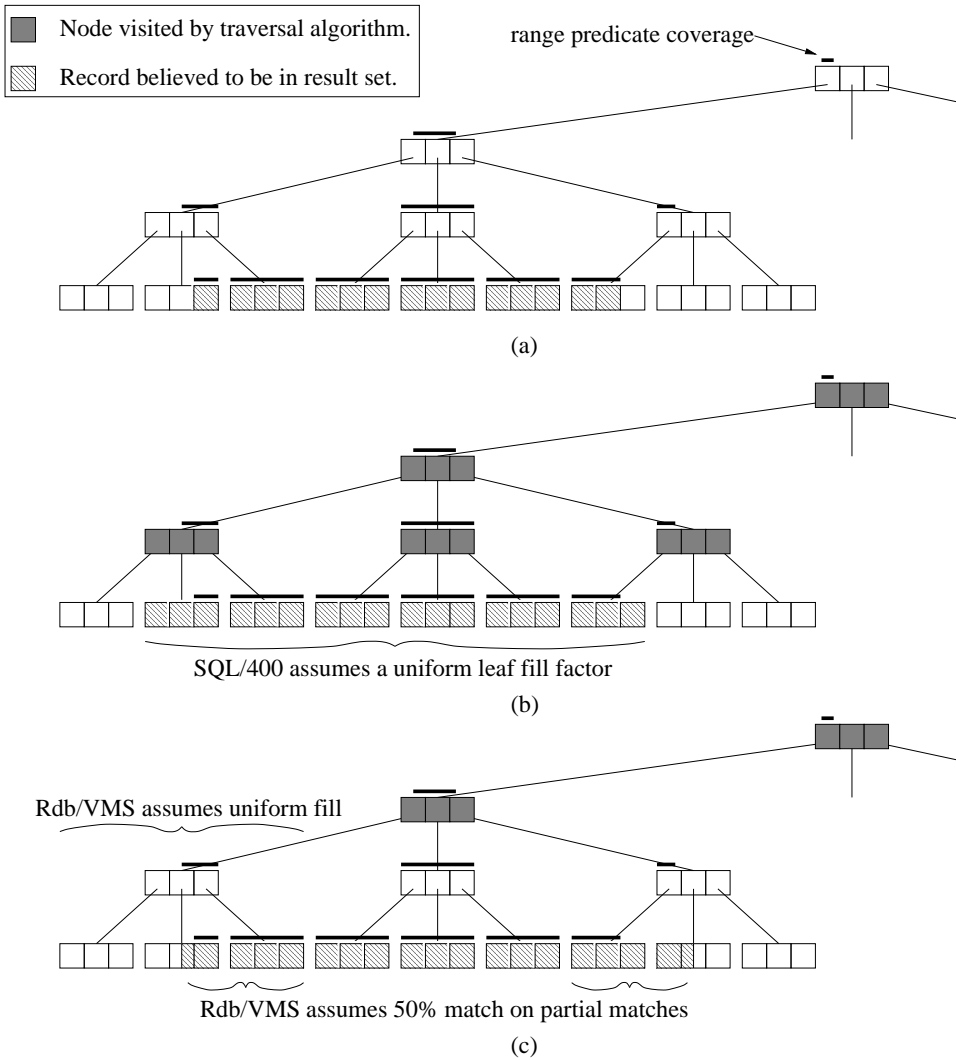 Node visited by traversal algorithm.
range predicate coverage
Record believed to be in result set.
(a)
SQL/400 assumes a uniform leaf fill factor
(b)
Rdb/VMS assumes uniform fill
Rdb/VMS assumes 50% match on partial matches
(c)